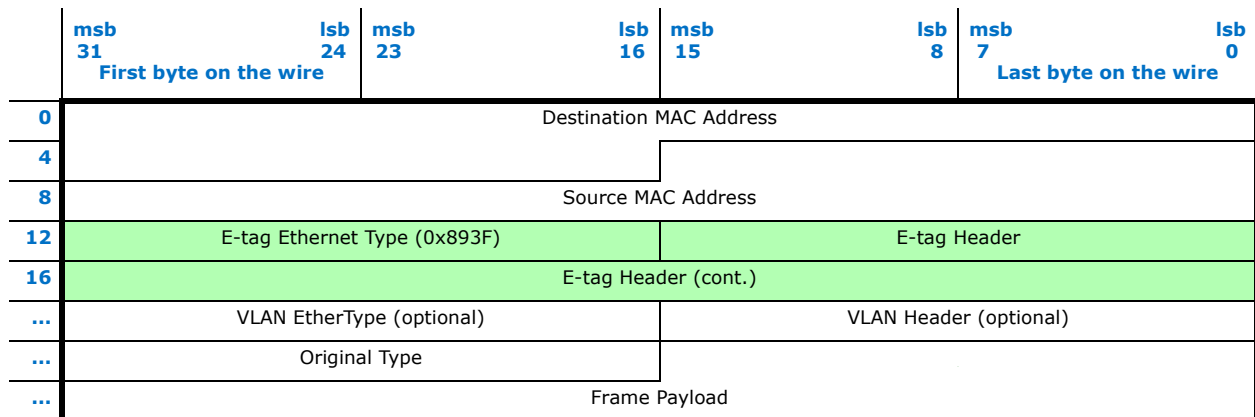 msb lsb msb lsb msb lsb msb lsb
31 24 23 16 15 8 7 0
First byte on the wire Last byte on the wire
0 Destination MAC Address
4
8 Source MAC Address
12 E-tag Ethernet Type (0x893F) E-tag Header
16 E-tag Header (cont.)
... VLAN EtherType (optional) VLAN Header (optional)
... Original Type
... Frame Payload